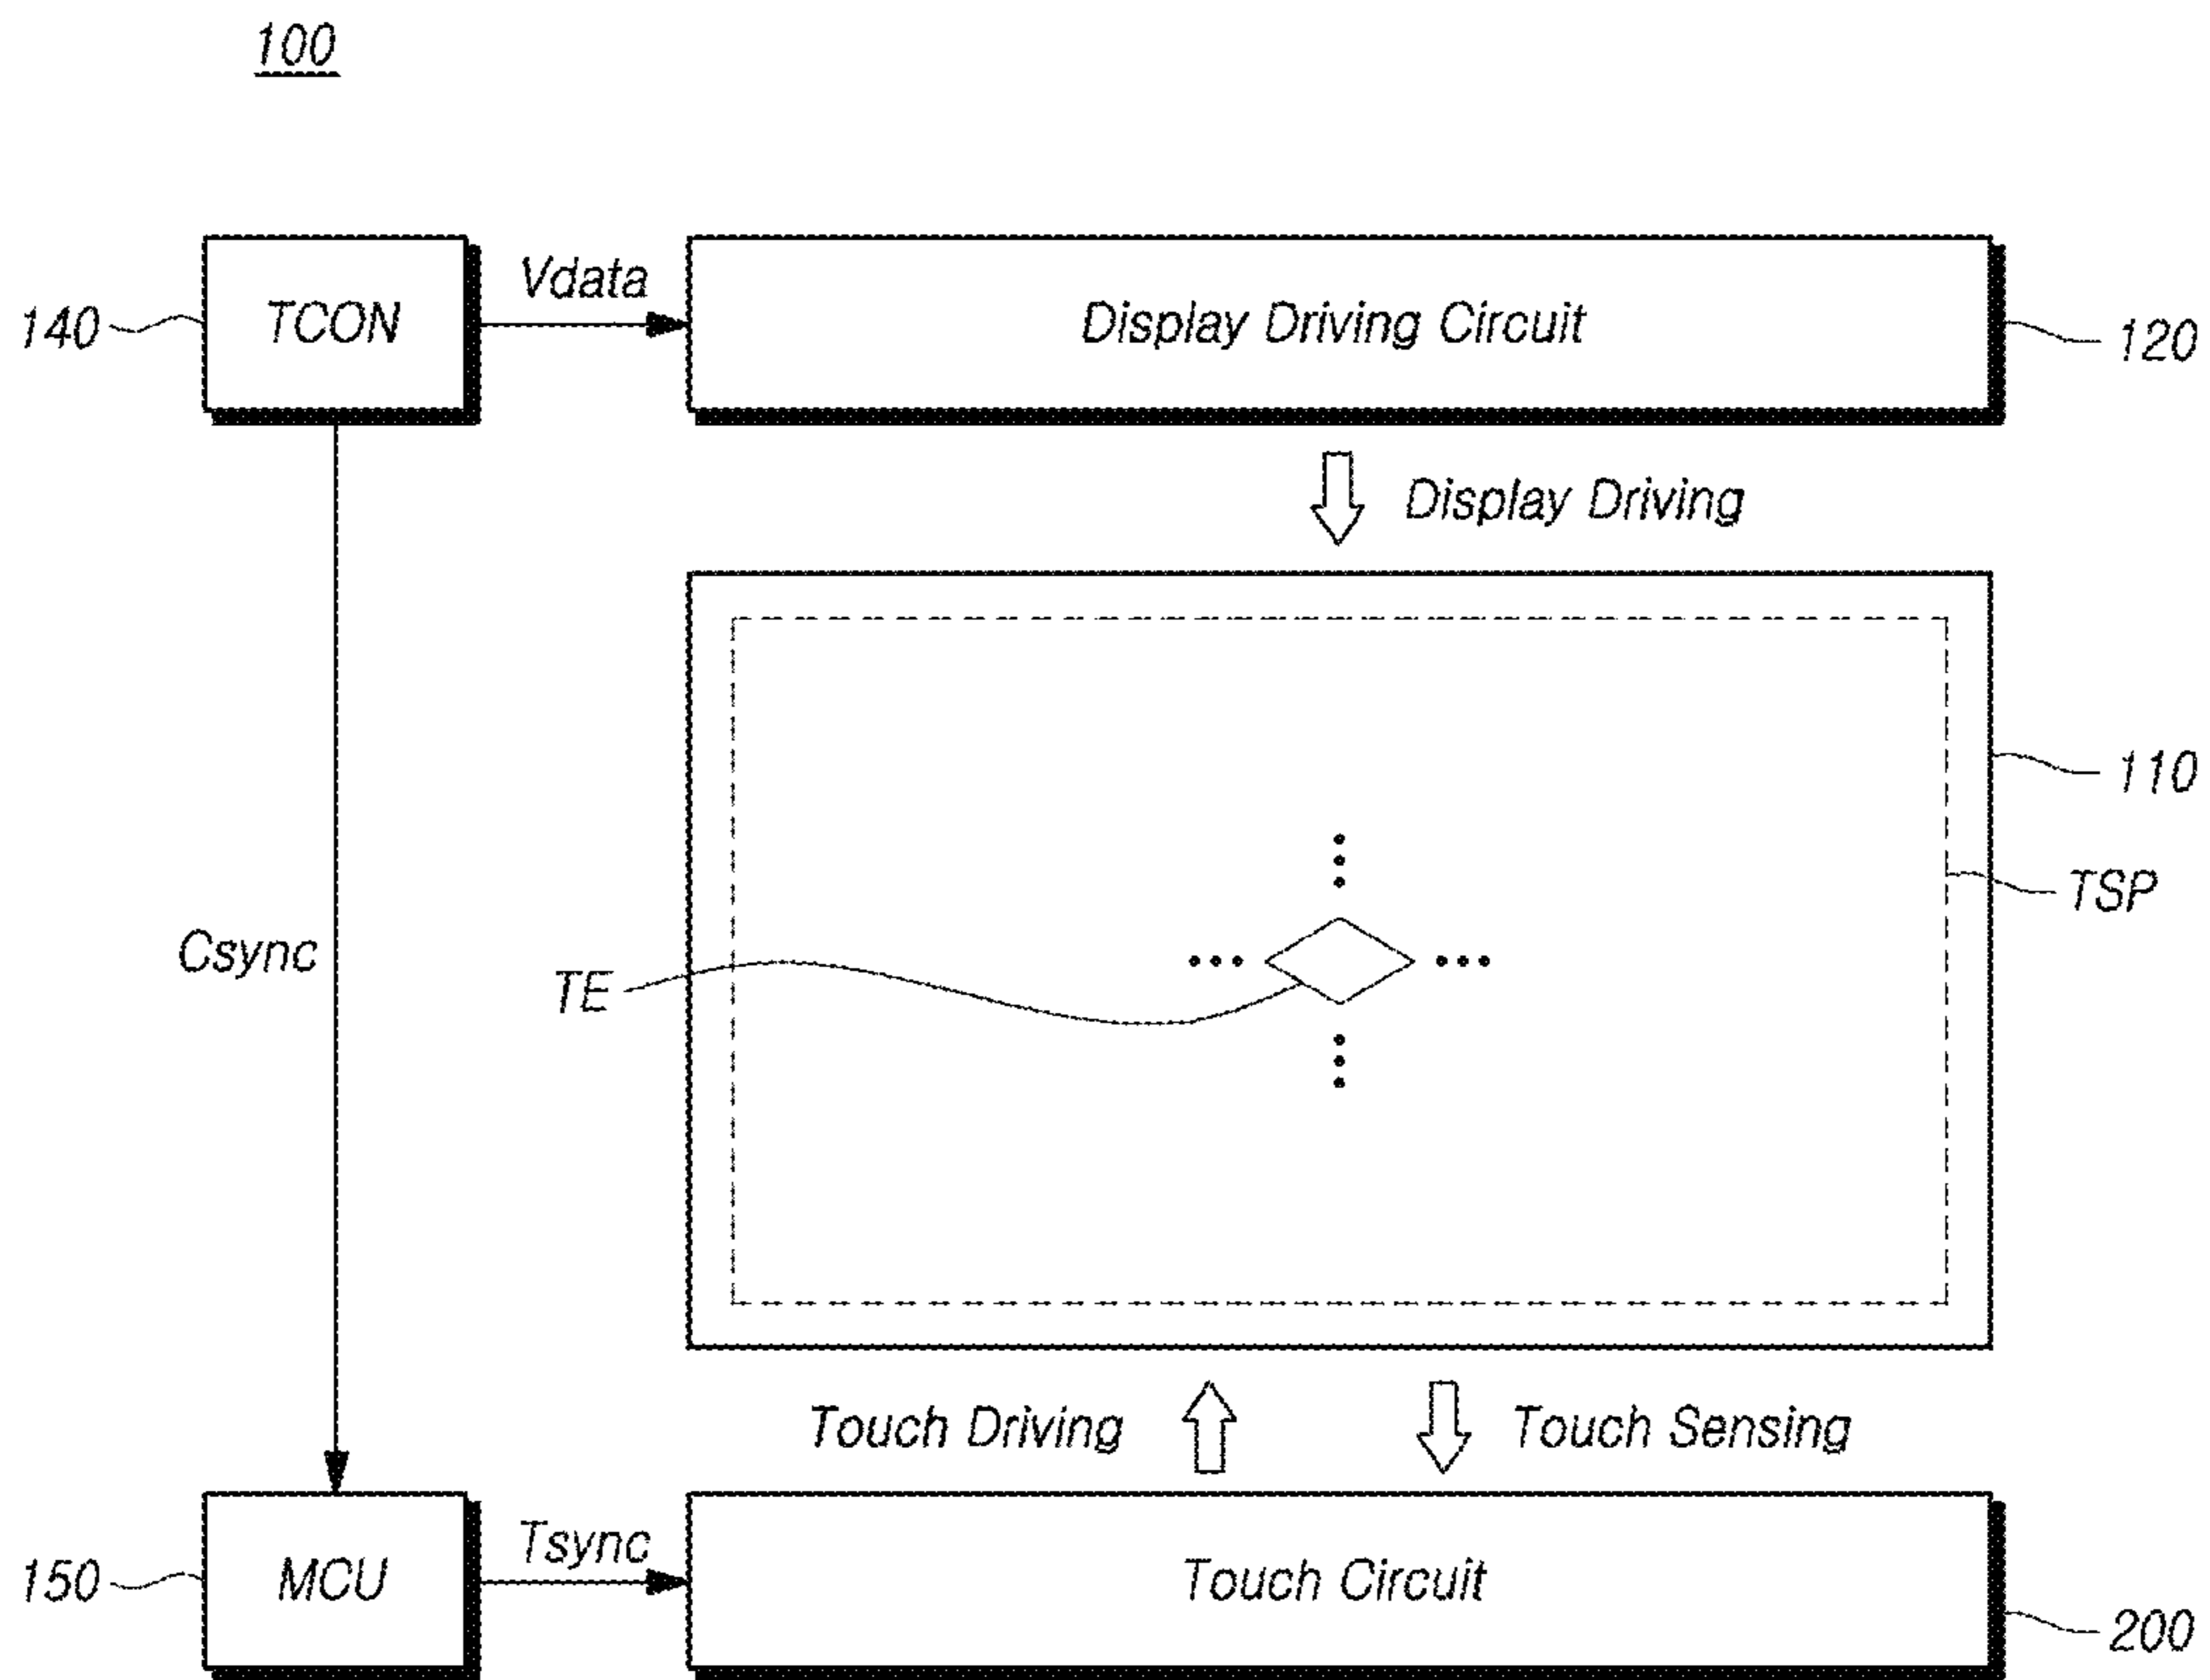 100
140
TCON
Vdata
Display Driving Circuit
120
Display Driving
110
TSP
Csync
TE
Touch Driving
Touch Sensing
150
MCU
Tsync
Touch Circuit
200